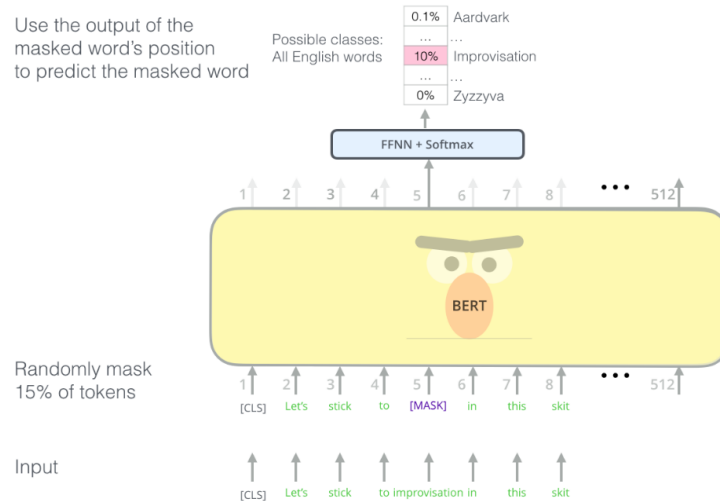 Use the output of the
masked word's position
to predict the masked word
Possible classes:
All English words
0.1% Aardvark
... ...
10% Improvisation
... ...
0% Zyzzyva
FFNN + Softmax
1 2 3 4 5 6 7 8 ••• 512
BERT
Randomly mask
15% of tokens
1 2 3 4 5 6 7 8 ••• 512
[CLS] Let's stick to [MASK] in this skit
Input
[CLS] Let's stick to improvisation in this skit